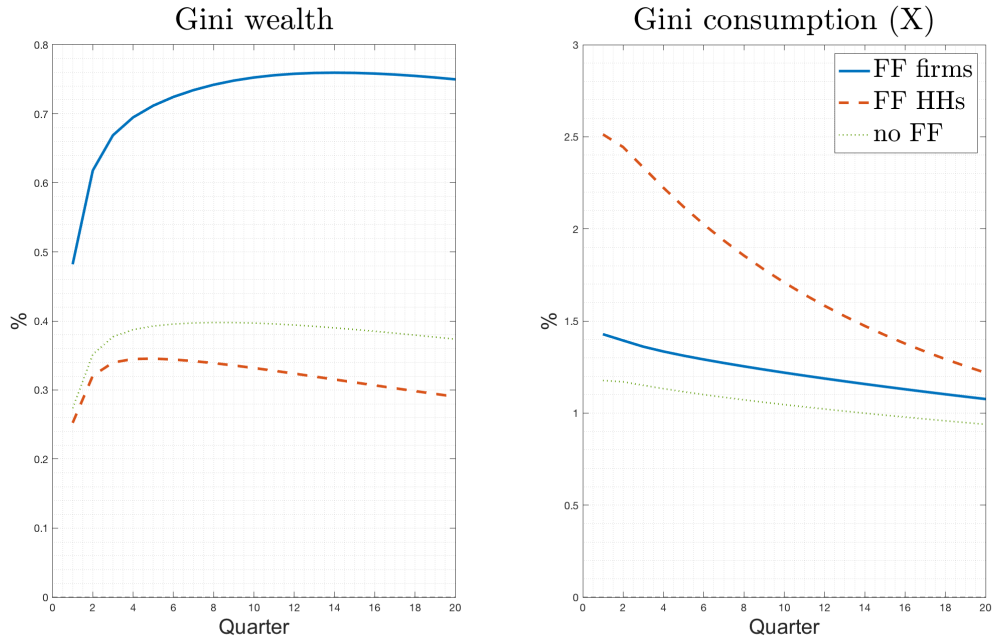 Gini wealth
0.8
0.7
0.6
0.5
0.4
0.3
0.2
0.1
0
%
0 2 4 6 8 10 12 14 16 18 20
Quarter
Gini consumption (X)
3
2.5
2
1.5
1
0.5
0
%
0 2 4 6 8 10 12 14 16 18 20
Quarter
FF firms
FF HHs
no FF